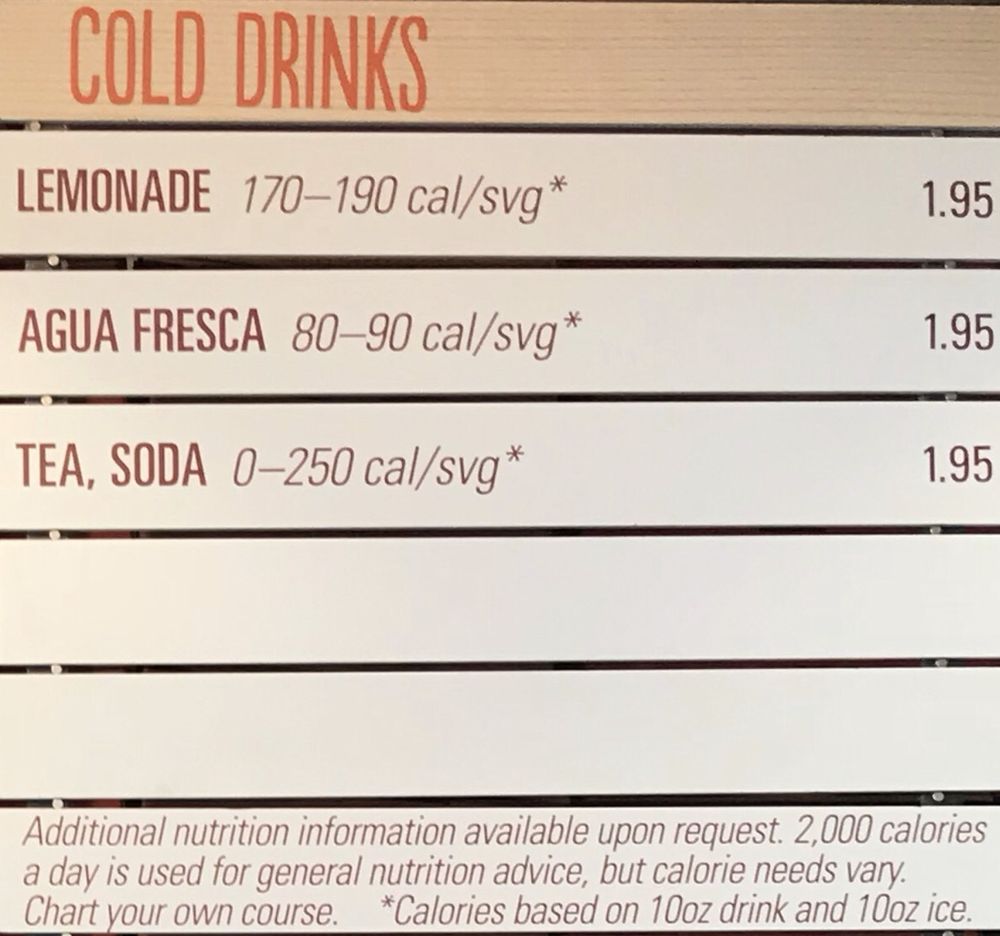 COLD DRINKS
LEMONADE 170–190 cal/svg* 1.95
AGUA FRESCA 80–90 cal/svg* 1.95
TEA, SODA 0–250 cal/svg* 1.95
Additional nutrition information available upon request. 2,000 calories
a day is used for general nutrition advice, but calorie needs vary.
Chart your own course. *Calories based on 10oz drink and 10oz ice.